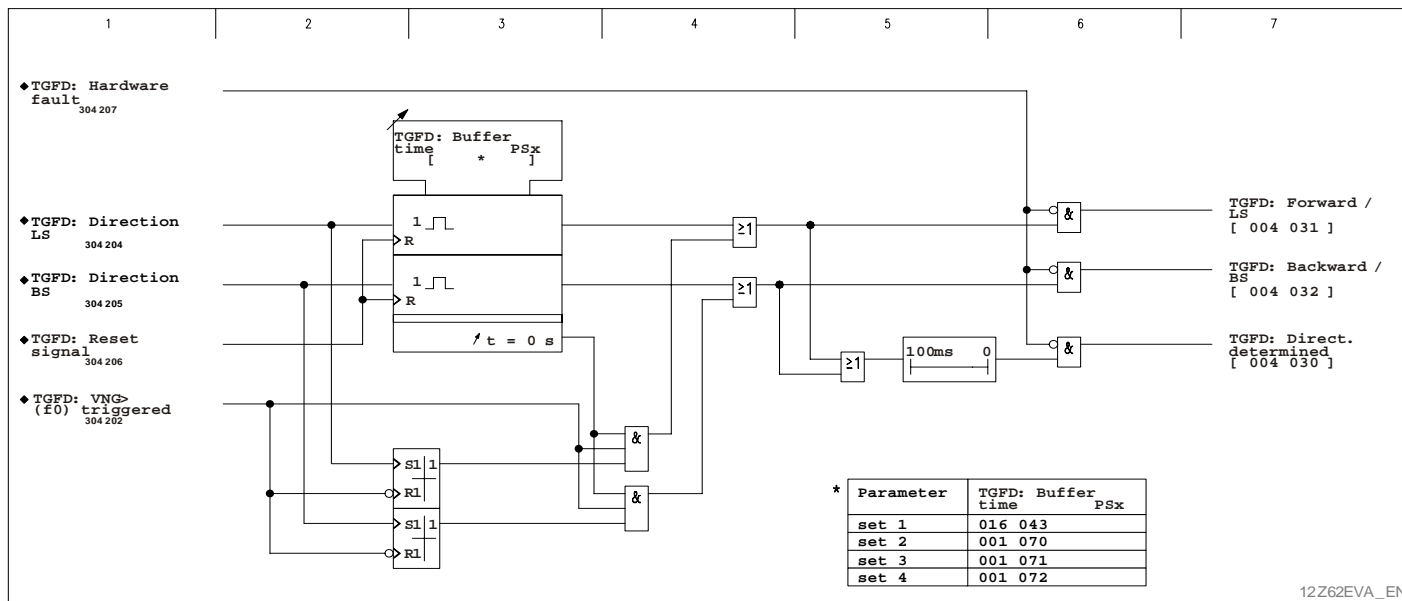 1 2 3 4 5 6 7
◆TGFD: Hardware
fault
304 207
TGFD: Buffer
time PSx
[ * ]
◆TGFD: Direction
LS
304 204
1
R
≥1
&
TGFD: Forward /
LS
[ 004 031 ]
◆TGFD: Direction
BS
304 205
1
R
≥1
&
TGFD: Backward /
BS
[ 004 032 ]
◆TGFD: Reset
signal
304 206
t = 0 s
≥1
100ms 0
&
TGFD: Direct.
determined
[ 004 030 ]
◆TGFD: VNG>
(f0) triggered
304 202
&
S1 1
R1
&
S1 1
R1
* Parameter TGFD: Buffer
time PSx
set 1 016 043
set 2 001 070
set 3 001 071
set 4 001 072
12Z62EVA_EN